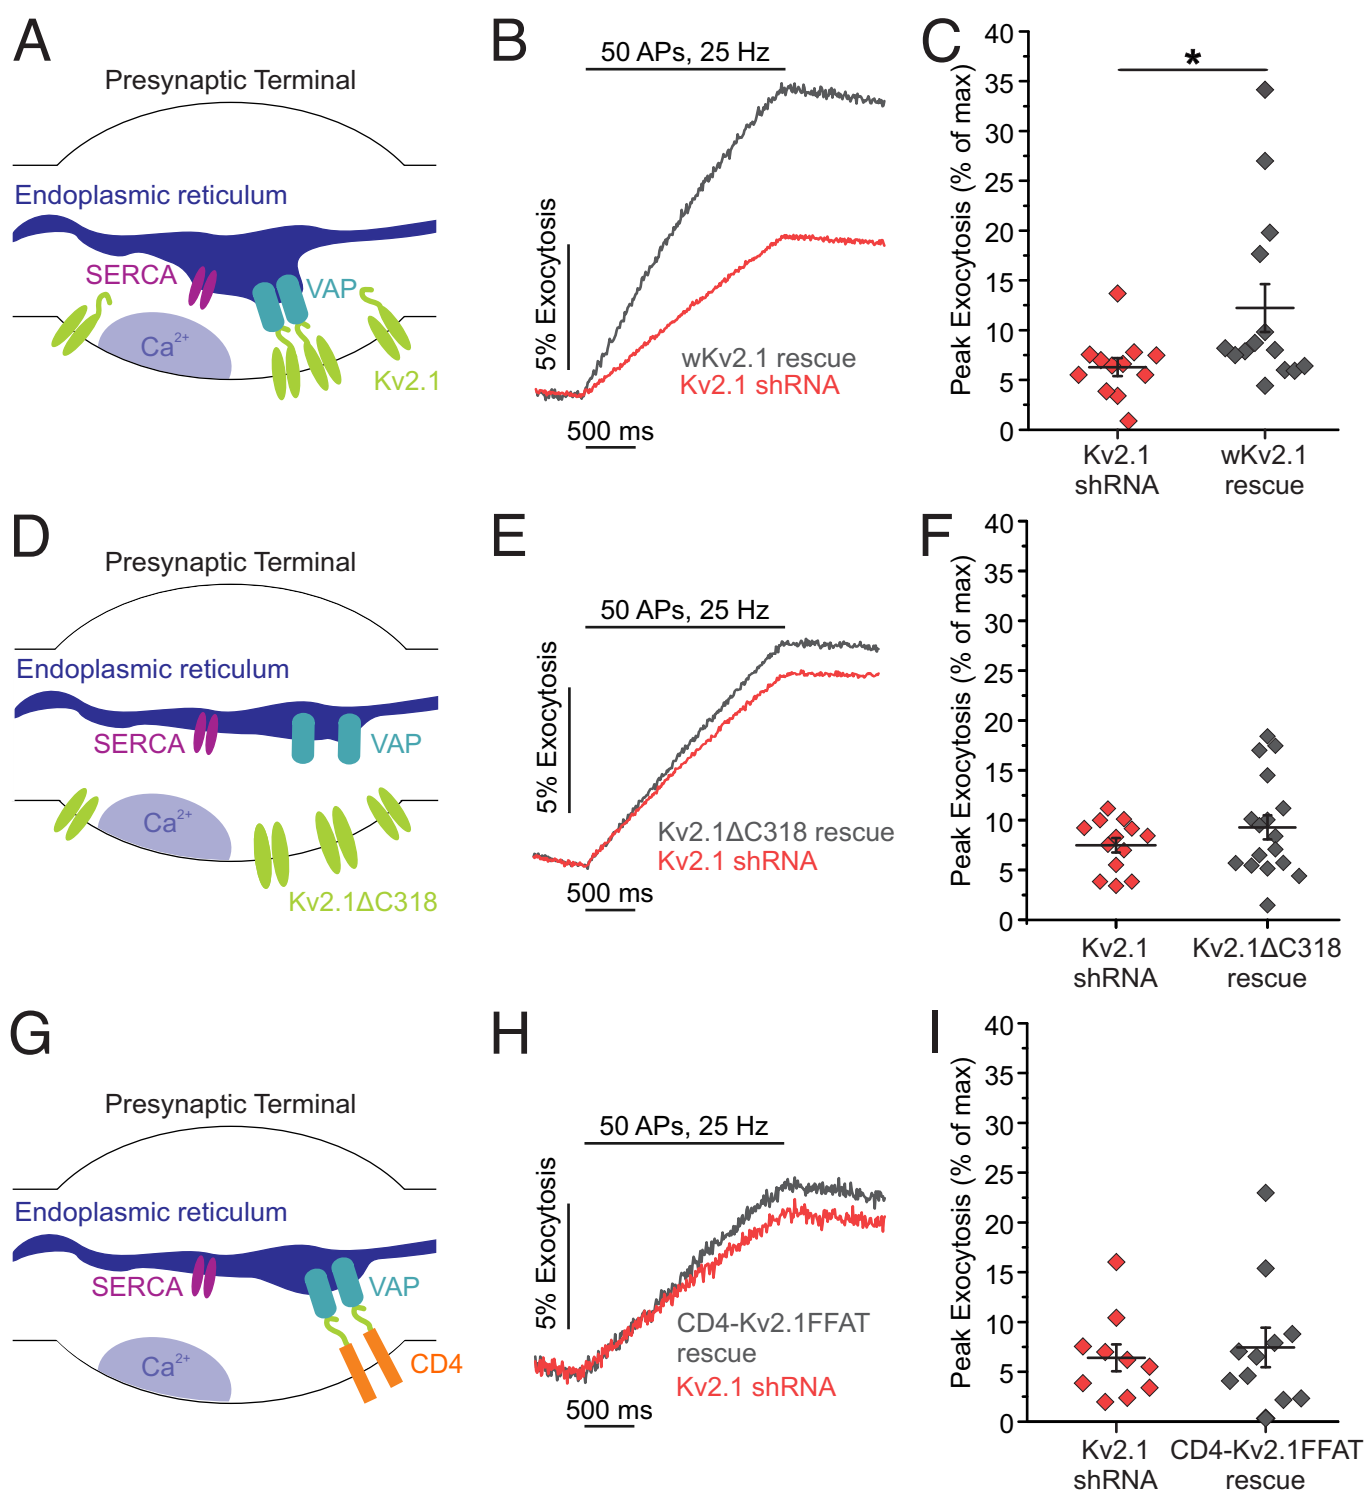 A
Presynaptic Terminal
Endoplasmic reticulum
SERCA
VAP
Ca2+
Kv2.1
B
50 APs, 25 Hz
5% Exocytosis
wKv2.1 rescue
Kv2.1 shRNA
500 ms
C
Peak Exocytosis (% of max)
40
35
30
25
20
15
10
5
0
*
Kv2.1
shRNA
wKv2.1
rescue
D
Presynaptic Terminal
Endoplasmic reticulum
SERCA
VAP
Ca2+
Kv2.1ΔC318
E
50 APs, 25 Hz
5% Exocytosis
Kv2.1ΔC318 rescue
Kv2.1 shRNA
500 ms
F
Peak Exocytosis (% of max)
40
35
30
25
20
15
10
5
0
Kv2.1
shRNA
Kv2.1ΔC318
rescue
G
Presynaptic Terminal
Endoplasmic reticulum
SERCA
VAP
Ca2+
CD4
H
50 APs, 25 Hz
5% Exocytosis
CD4-Kv2.1FFAT
rescue
Kv2.1 shRNA
500 ms
I
Peak Exocytosis (% of max)
40
35
30
25
20
15
10
5
0
Kv2.1
shRNA
CD4-Kv2.1FFAT
rescue